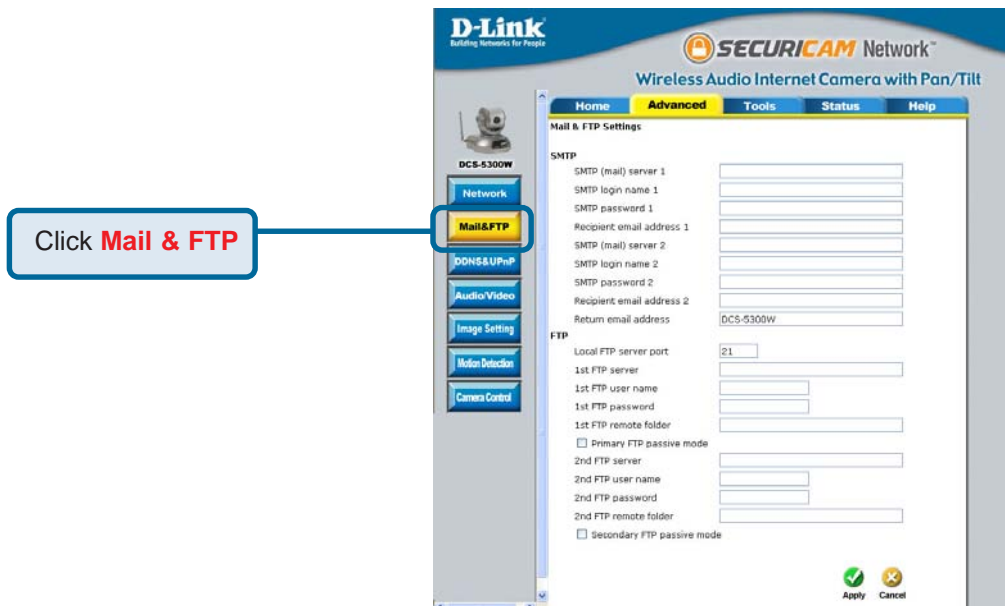 D-Link
Building Networks for People
SECURICAM Network™
Wireless Audio Internet Camera with Pan/Tilt
Home
Advanced
Tools
Status
Help
DCS-5300W
Network
Mail&FTP
DDNS&UPnP
Audio/Video
Image Setting
Motion Detection
Camera Control
Click Mail & FTP
Mail & FTP Settings
SMTP
SMTP (mail) server 1
SMTP login name 1
SMTP password 1
Recipient email address 1
SMTP (mail) server 2
SMTP login name 2
SMTP password 2
Recipient email address 2
Return email address DCS-5300W
FTP
Local FTP server port 21
1st FTP server
1st FTP user name
1st FTP password
1st FTP remote folder
Primary FTP passive mode
2nd FTP server
2nd FTP user name
2nd FTP password
2nd FTP remote folder
Secondary FTP passive mode
Apply
Cancel